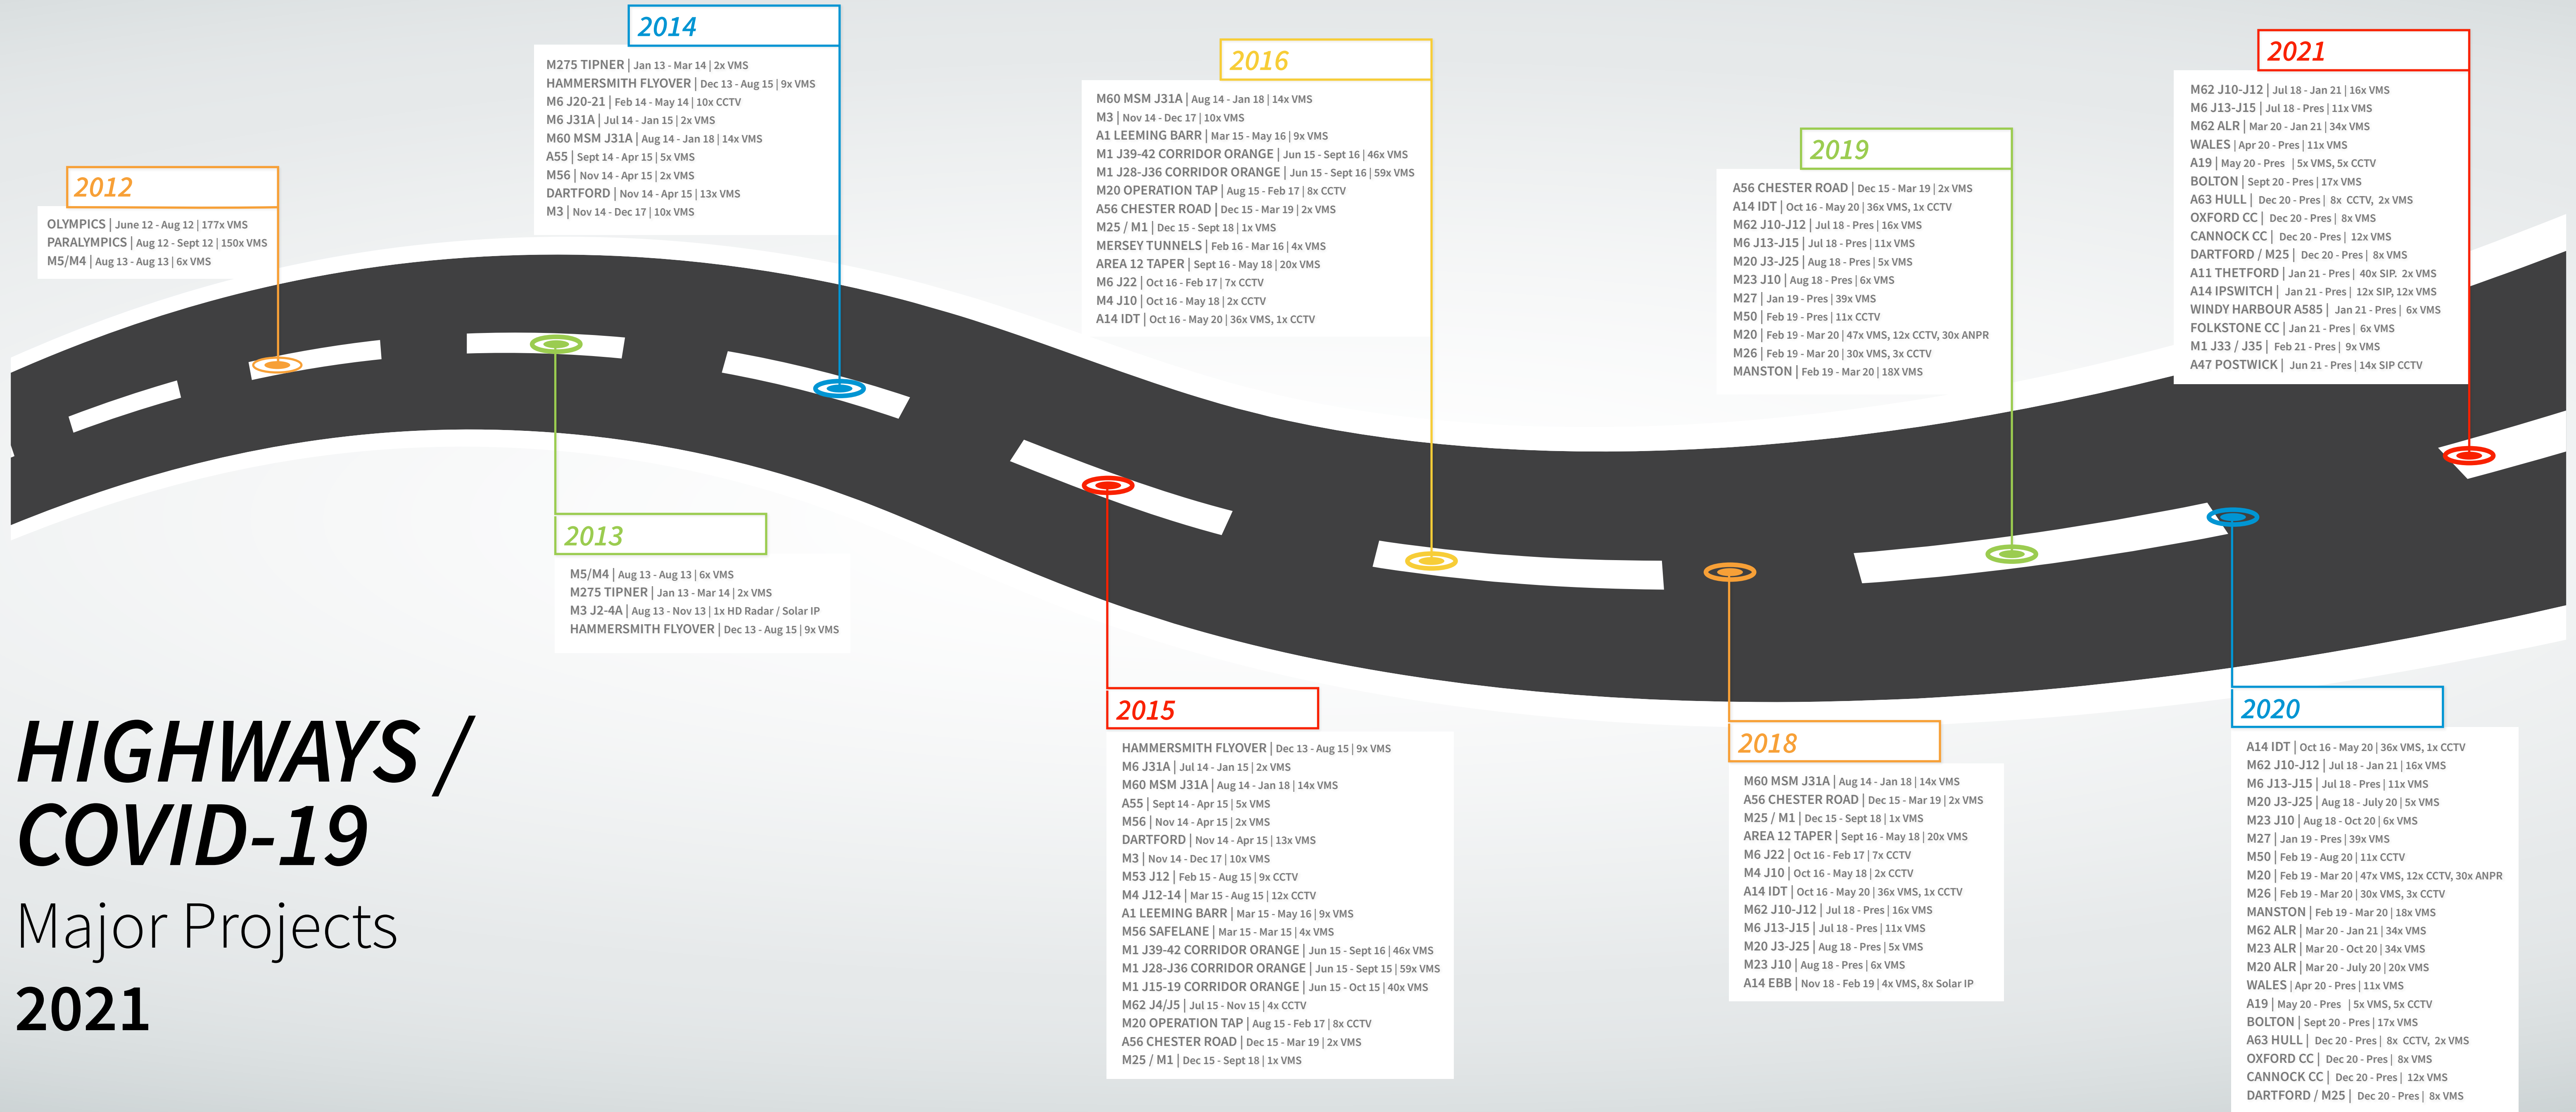 2012
OLYMPICS | June 12 - Aug 12 | 177x VMS
PARALYMPICS | Aug 12 - Sept 12 | 150x VMS
M5/M4 | Aug 13 - Aug 13 | 6x VMS
2013
M5/M4 | Aug 13 - Aug 13 | 6x VMS
M275 TIPNER | Jan 13 - Mar 14 | 2x VMS
M3 J2-4A | Aug 13 - Nov 13 | 1x HD Radar / Solar IP
HAMMERSMITH FLYOVER | Dec 13 - Aug 15 | 9x VMS
2014
M275 TIPNER | Jan 13 - Mar 14 | 2x VMS
HAMMERSMITH FLYOVER | Dec 13 - Aug 15 | 9x VMS
M6 J20-21 | Feb 14 - May 14 | 10x CCTV
M6 J31A | Jul 14 - Jan 15 | 2x VMS
M60 MSM J31A | Aug 14 - Jan 18 | 14x VMS
A55 | Sept 14 - Apr 15 | 5x VMS
M56 | Nov 14 - Apr 15 | 2x VMS
DARTFORD | Nov 14 - Apr 15 | 13x VMS
M3 | Nov 14 - Dec 17 | 10x VMS
2015
HAMMERSMITH FLYOVER | Dec 13 - Aug 15 | 9x VMS
M6 J31A | Jul 14 - Jan 15 | 2x VMS
M60 MSM J31A | Aug 14 - Jan 18 | 14x VMS
A55 | Sept 14 - Apr 15 | 5x VMS
M56 | Nov 14 - Apr 15 | 2x VMS
DARTFORD | Nov 14 - Apr 15 | 13x VMS
M3 | Nov 14 - Dec 17 | 10x VMS
M53 J12 | Feb 15 - Aug 15 | 9x CCTV
M4 J12-14 | Mar 15 - Aug 15 | 12x CCTV
A1 LEEMING BARR | Mar 15 - May 16 | 9x VMS
M56 SAFELANE | Mar 15 - Mar 15 | 4x VMS
M1 J39-42 CORRIDOR ORANGE | Jun 15 - Sept 16 | 46x VMS
M1 J28-J36 CORRIDOR ORANGE | Jun 15 - Sept 15 | 59x VMS
M1 J15-19 CORRIDOR ORANGE | Jun 15 - Oct 15 | 40x VMS
M62 J4/J5 | Jul 15 - Nov 15 | 4x CCTV
M20 OPERATION TAP | Aug 15 - Feb 17 | 8x CCTV
A56 CHESTER ROAD | Dec 15 - Mar 19 | 2x VMS
M25 / M1 | Dec 15 - Sept 18 | 1x VMS
2016
M60 MSM J31A | Aug 14 - Jan 18 | 14x VMS
M3 | Nov 14 - Dec 17 | 10x VMS
A1 LEEMING BARR | Mar 15 - May 16 | 9x VMS
M1 J39-42 CORRIDOR ORANGE | Jun 15 - Sept 16 | 46x VMS
M1 J28-J36 CORRIDOR ORANGE | Jun 15 - Sept 16 | 59x VMS
M20 OPERATION TAP | Aug 15 - Feb 17 | 8x CCTV
A56 CHESTER ROAD | Dec 15 - Mar 19 | 2x VMS
M25 / M1 | Dec 15 - Sept 18 | 1x VMS
MERSEY TUNNELS | Feb 16 - Mar 16 | 4x VMS
AREA 12 TAPER | Sept 16 - May 18 | 20x VMS
M6 J22 | Oct 16 - Feb 17 | 7x CCTV
M4 J10 | Oct 16 - May 18 | 2x CCTV
A14 IDT | Oct 16 - May 20 | 36x VMS, 1x CCTV
2018
M60 MSM J31A | Aug 14 - Jan 18 | 14x VMS
A56 CHESTER ROAD | Dec 15 - Mar 19 | 2x VMS
M25 / M1 | Dec 15 - Sept 18 | 1x VMS
AREA 12 TAPER | Sept 16 - May 18 | 20x VMS
M6 J22 | Oct 16 - Feb 17 | 7x CCTV
M4 J10 | Oct 16 - May 18 | 2x CCTV
A14 IDT | Oct 16 - May 20 | 36x VMS, 1x CCTV
M62 J10-J12 | Jul 18 - Pres | 16x VMS
M6 J13-J15 | Jul 18 - Pres | 11x VMS
M20 J3-J25 | Aug 18 - Pres | 5x VMS
M23 J10 | Aug 18 - Pres | 6x VMS
A14 EBB | Nov 18 - Feb 19 | 4x VMS, 8x Solar IP
2019
A56 CHESTER ROAD | Dec 15 - Mar 19 | 2x VMS
A14 IDT | Oct 16 - May 20 | 36x VMS, 1x CCTV
M62 J10-J12 | Jul 18 - Pres | 16x VMS
M6 J13-J15 | Jul 18 - Pres | 11x VMS
M20 J3-J25 | Aug 18 - Pres | 5x VMS
M23 J10 | Aug 18 - Pres | 6x VMS
M27 | Jan 19 - Pres | 39x VMS
M50 | Feb 19 - Pres | 11x CCTV
M20 | Feb 19 - Mar 20 | 47x VMS, 12x CCTV, 30x ANPR
M26 | Feb 19 - Mar 20 | 30x VMS, 3x CCTV
MANSTON | Feb 19 - Mar 20 | 18X VMS
2020
A14 IDT | Oct 16 - May 20 | 36x VMS, 1x CCTV
M62 J10-J12 | Jul 18 - Jan 21 | 16x VMS
M6 J13-J15 | Jul 18 - Pres | 11x VMS
M20 J3-J25 | Aug 18 - July 20 | 5x VMS
M23 J10 | Aug 18 - Oct 20 | 6x VMS
M27 | Jan 19 - Pres | 39x VMS
M50 | Feb 19 - Aug 20 | 11x CCTV
M20 | Feb 19 - Mar 20 | 47x VMS, 12x CCTV, 30x ANPR
M26 | Feb 19 - Mar 20 | 30x VMS, 3x CCTV
MANSTON | Feb 19 - Mar 20 | 18x VMS
M62 ALR | Mar 20 - Jan 21 | 34x VMS
M23 ALR | Mar 20 - Oct 20 | 34x VMS
M20 ALR | Mar 20 - July 20 | 20x VMS
WALES | Apr 20 - Pres | 11x VMS
A19 | May 20 - Pres | 5x VMS, 5x CCTV
BOLTON | Sept 20 - Pres | 17x VMS
A63 HULL | Dec 20 - Pres | 8x CCTV, 2x VMS
OXFORD CC | Dec 20 - Pres | 8x VMS
CANNOCK CC | Dec 20 - Pres | 12x VMS
DARTFORD / M25 | Dec 20 - Pres | 8x VMS
2021
M62 J10-J12 | Jul 18 - Jan 21 | 16x VMS
M6 J13-J15 | Jul 18 - Pres | 11x VMS
M62 ALR | Mar 20 - Jan 21 | 34x VMS
WALES | Apr 20 - Pres | 11x VMS
A19 | May 20 - Pres | 5x VMS, 5x CCTV
BOLTON | Sept 20 - Pres | 17x VMS
A63 HULL | Dec 20 - Pres | 8x CCTV, 2x VMS
OXFORD CC | Dec 20 - Pres | 8x VMS
CANNOCK CC | Dec 20 - Pres | 12x VMS
DARTFORD / M25 | Dec 20 - Pres | 8x VMS
A11 THETFORD | Jan 21 - Pres | 40x SIP. 2x VMS
A14 IPSWITCH | Jan 21 - Pres | 12x SIP, 12x VMS
WINDY HARBOUR A585 | Jan 21 - Pres | 6x VMS
FOLKSTONE CC | Jan 21 - Pres | 6x VMS
M1 J33 / J35 | Feb 21 - Pres | 9x VMS
A47 POSTWICK | Jun 21 - Pres | 14x SIP CCTV
HIGHWAYS /
COVID-19
Major Projects
2021